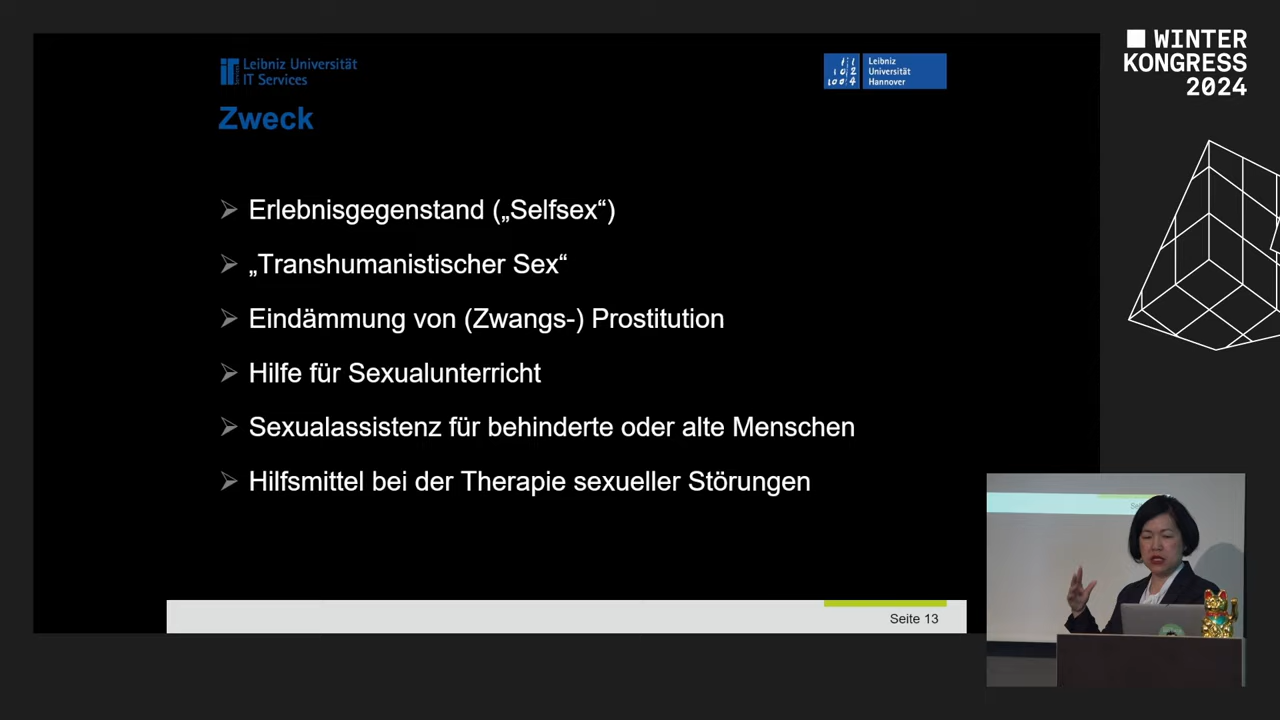 Leibniz Universität
IT Services
Leibniz
Universität
Hannover
WINTER
KONGRESS
2024
Zweck
Erlebnisgegenstand („Selfsex“)
„Transhumanistischer Sex“
Eindämmung von (Zwangs-) Prostitution
Hilfe für Sexualunterricht
Sexualassistenz für behinderte oder alte Menschen
Hilfsmittel bei der Therapie sexueller Störungen
Seite 13